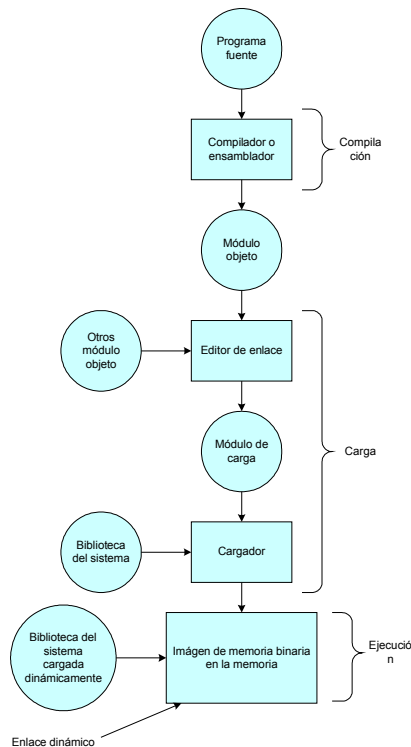 Programa
fuente
Compilador o
ensamblador
Compila
ción
Módulo
objeto
Otros
módulo
objeto
Editor de enlace
Módulo de
carga
Carga
Biblioteca
del sistema
Cargador
Biblioteca del
sistema
cargada
dinámicamente
Imágen de memoria binaria
en la memoria
Ejecució
n
Enlace dinámico